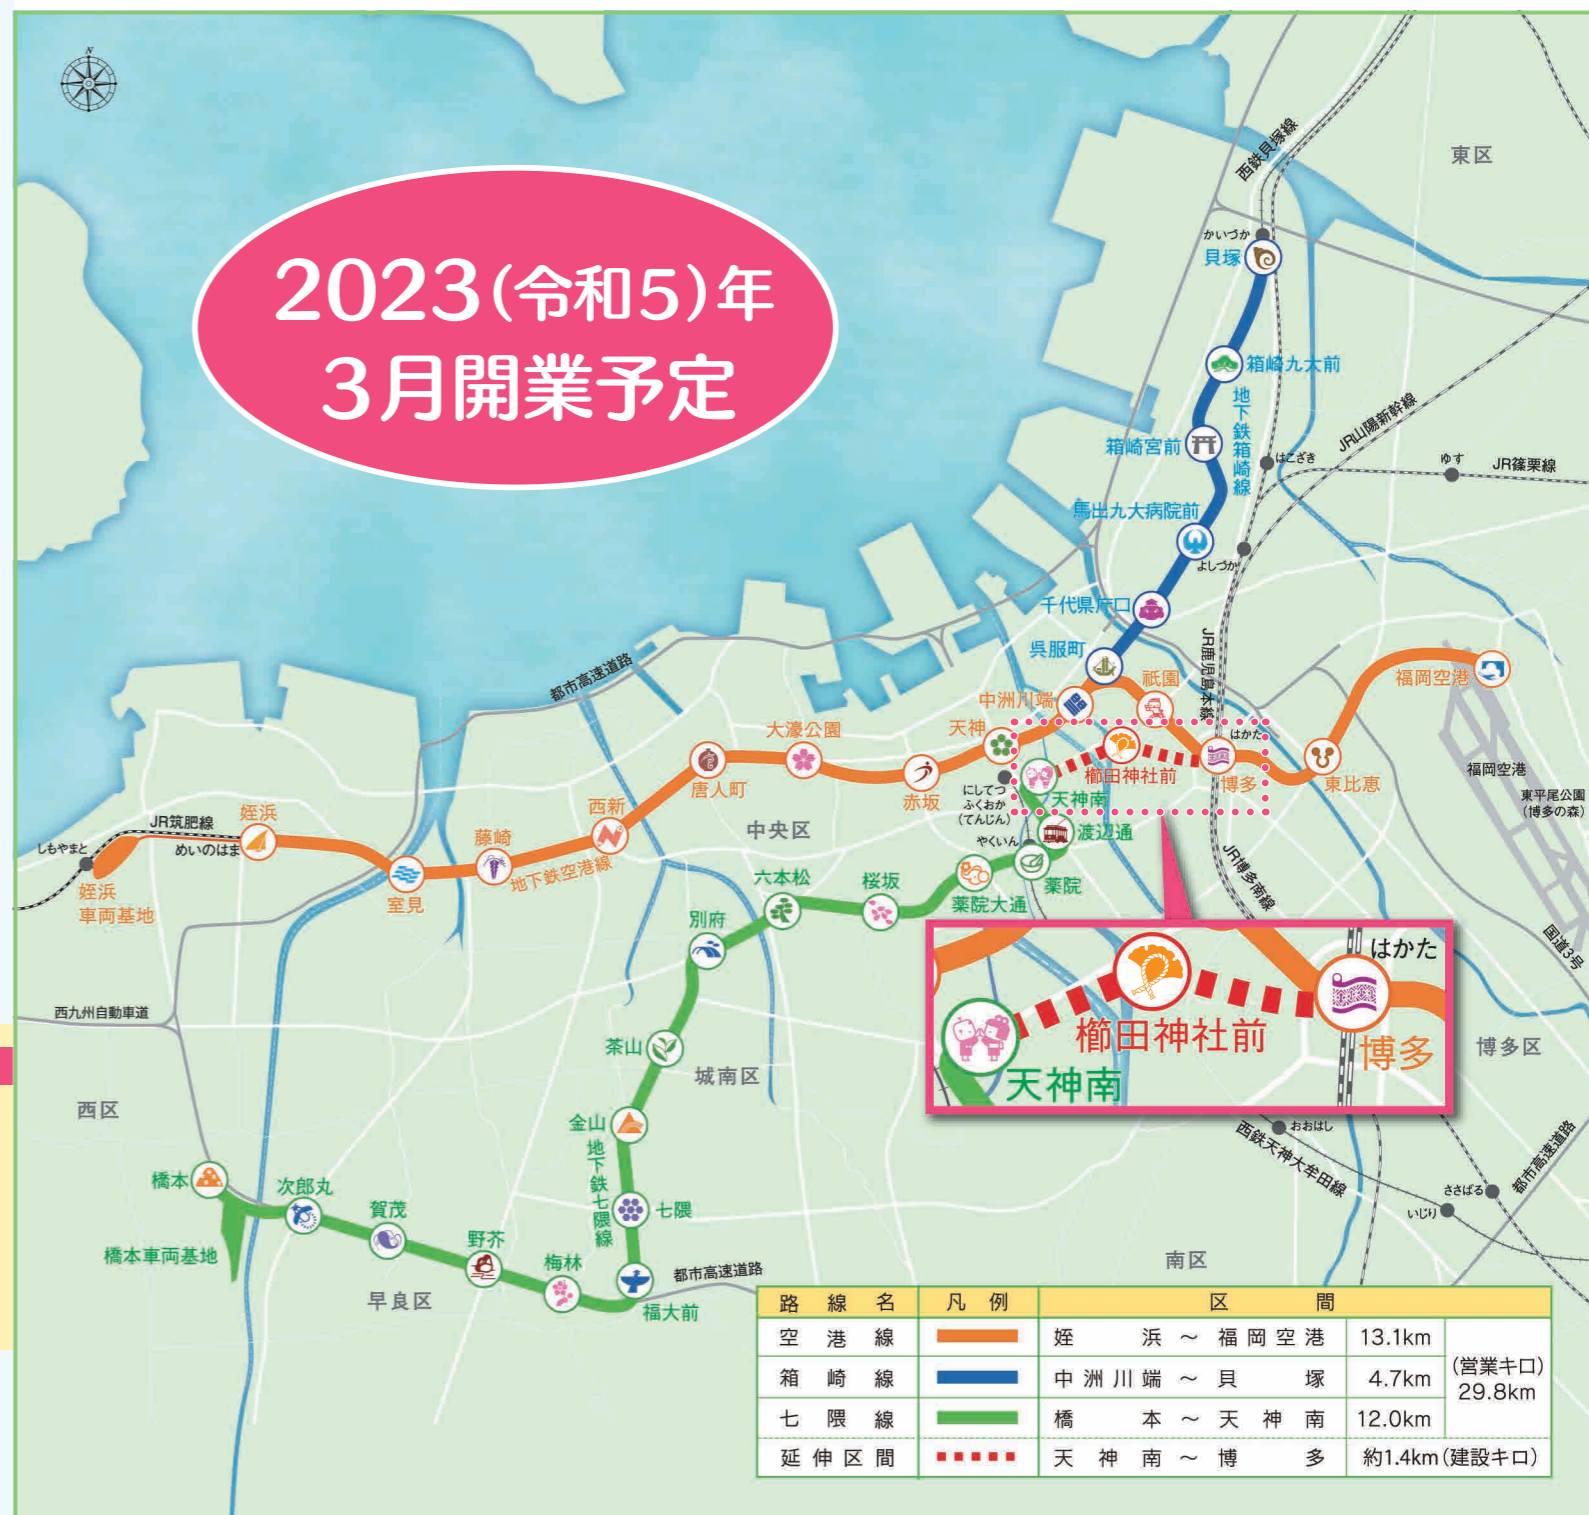 N
2023(令和5)年
3月開業予定
東区
西鉄貝塚線
かいづか
貝塚
箱崎九大前
地下鉄箱崎線
箱崎宮前
はこざき
JR山陽新幹線
ゆす
JR篠栗線
馬出九大病院前
よしづか
千代県庁口
JR鹿児島本線
呉服町
祇園
中洲川端
福岡空港
都市高速道路
大濠公園
天神
はかた
唐人町
赤坂
にしてつ
ふくおか
(てんじん)
天神南
櫛田神社前
博多
東比恵
福岡空港
東平尾公園
(博多の森)
西新
中央区
やくいん
渡辺通
JR筑肥線
姪浜
めいのはま
しもやまと
姪浜
車両基地
藤崎
地下鉄空港線
室見
六本松
桜坂
薬院大通
薬院
JR博多南線
国道3号
別府
はかた
櫛田神社前
天神南
博多
西九州自動車道
茶山
城南区
博多区
西区
金山
地下鉄七隈線
おおはし
西鉄天神大牟田線
都市高速道路
橋本
次郎丸
賀茂
七隈
ささばる
いじり
橋本車両基地
野芥
梅林
都市高速道路
南区
早良区
福大前
路線名 凡例 区間
空港線 姪浜～福岡空港 13.1km
箱崎線 中洲川端～貝塚 4.7km
(営業キロ)
29.8km
七隈線 橋本～天神南 12.0km
延伸区間 天神南～博多 約1.4km(建設キロ)